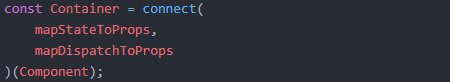 const Container = connect(
    mapStateToProps,
    mapDispatchToProps
)(Component);